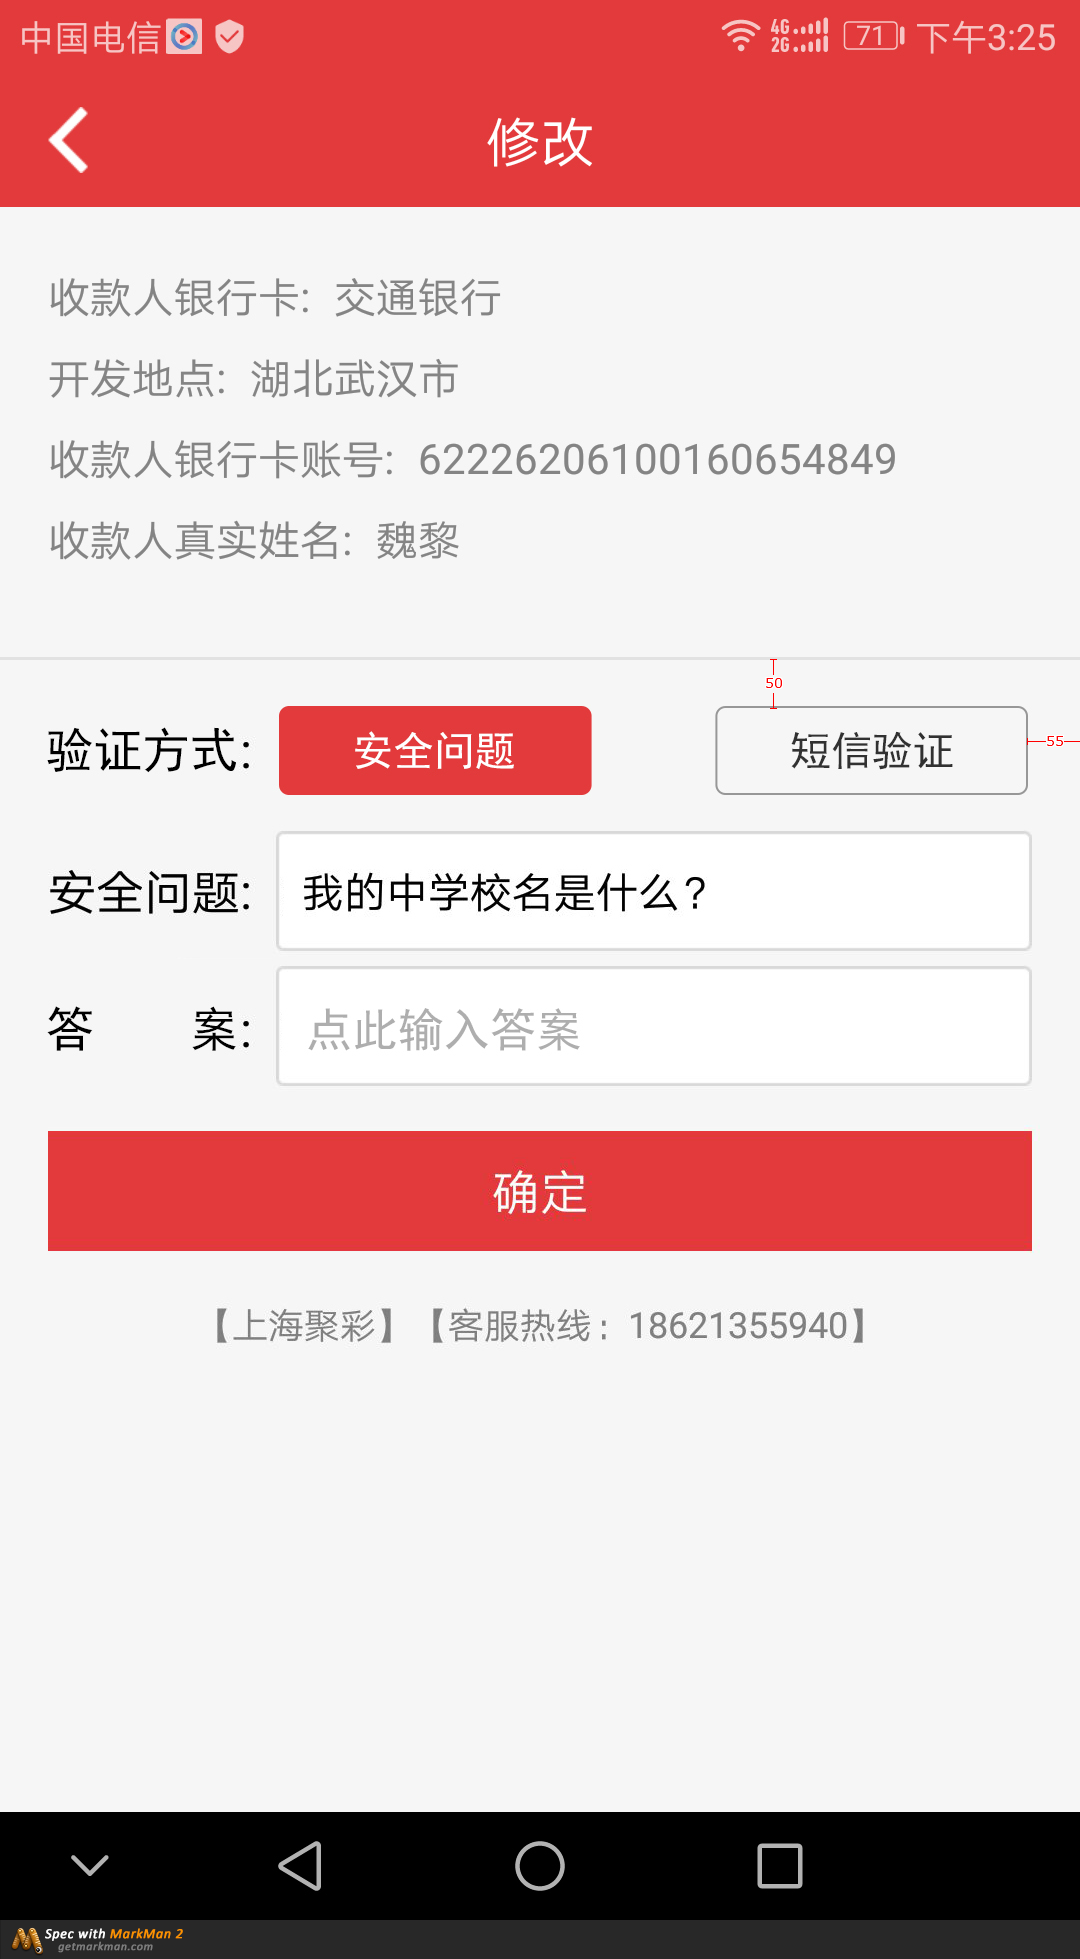 中国电信 4G 2G 71 下午3:25
修改
收款人银行卡: 交通银行
开发地点: 湖北武汉市
收款人银行卡账号: 62226206100160654849
收款人真实姓名: 魏黎
50
验证方式: 安全问题 短信验证 55
安全问题: 我的中学校名是什么?
答 案: 点此输入答案
确定
【上海聚彩】【客服热线: 18621355940】
Spec with MarkMan 2
getmarkman.com